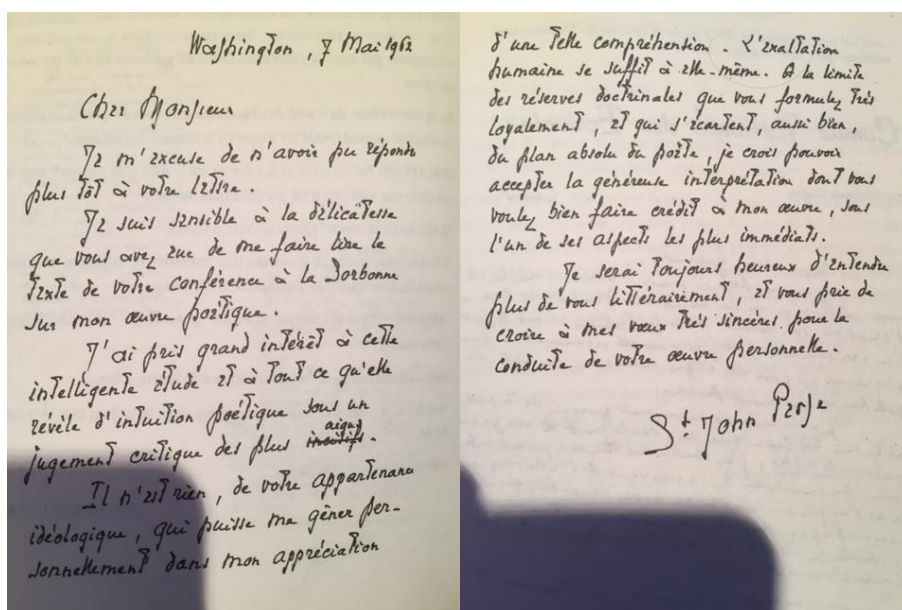 Washington, 7 Mai 1962
Cher Monsieur
Je m'excuse de n'avoir pu répondre
plus tôt à votre lettre.
Je suis sensible à la délicatesse
que vous avez eue de me faire lire le
texte de votre conférence à la Sorbonne
sur mon œuvre poétique.
J'ai pris grand intérêt à cette
intelligente étude et à tout ce qu'elle
révèle d'intuition poétique sous un
jugement critique des plus incisifs aigus.
Il n'est rien, de votre appartenance
idéologique, qui puisse me gêner per-
sonnellement dans mon appréciation
d'une telle compréhension. L'exaltation
humaine se suffit à elle-même. A la limite
des réserves doctrinales que vous formulez très
loyalement, et qui s'écartent, aussi bien,
du plan absolu du poète, je crois pouvoir
accepter la généreuse interprétation dont vous
voulez bien faire crédit à mon œuvre, sous
l'un de ses aspects les plus immédiats.
Je serai toujours heureux d'entendre
plus de vous littérairement, et vous prie de
croire à mes vœux très sincères pour la
conduite de votre œuvre personnelle.
St John Perse